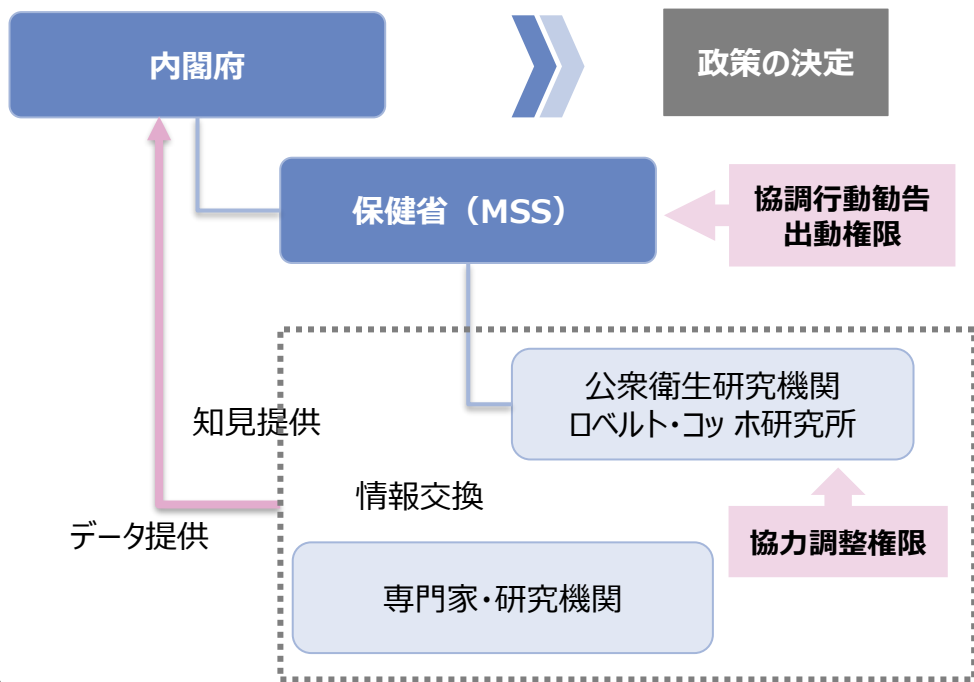 内閣府
政策の決定
保健省（MSS）
協調行動勧告
出動権限
公衆衛生研究機関
ロベルト・コッホ研究所
知見提供
情報交換
データ提供
協力調整権限
専門家・研究機関